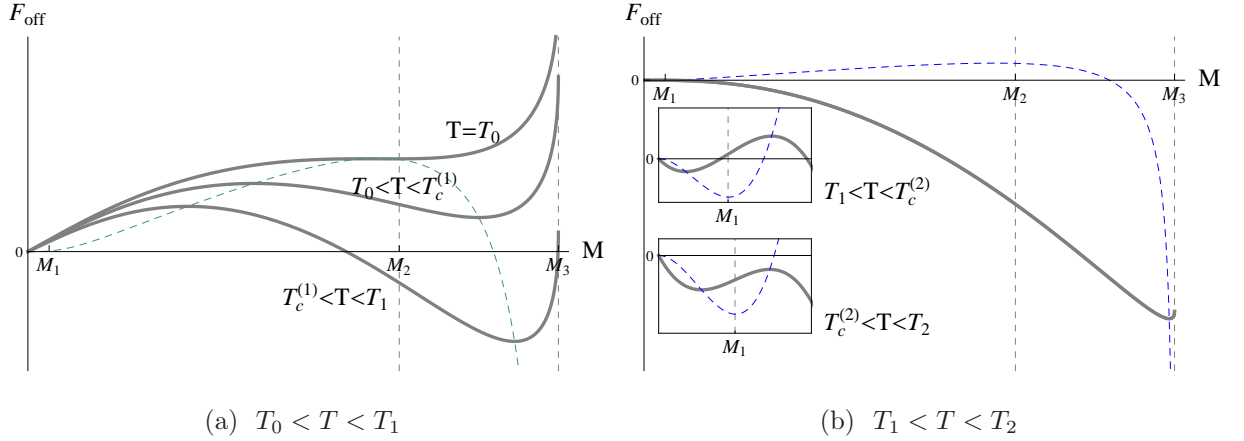 F_off
T=T_0
T_0<T<T_c^(1)
0
M_1
M_2
M_3
M
T_c^(1)<T<T_1
(a) T_0 < T < T_1
F_off
0
M_1
M_2
M_3
M
0
M_1
T_1<T<T_c^(2)
0
M_1
T_c^(2)<T<T_2
(b) T_1 < T < T_2